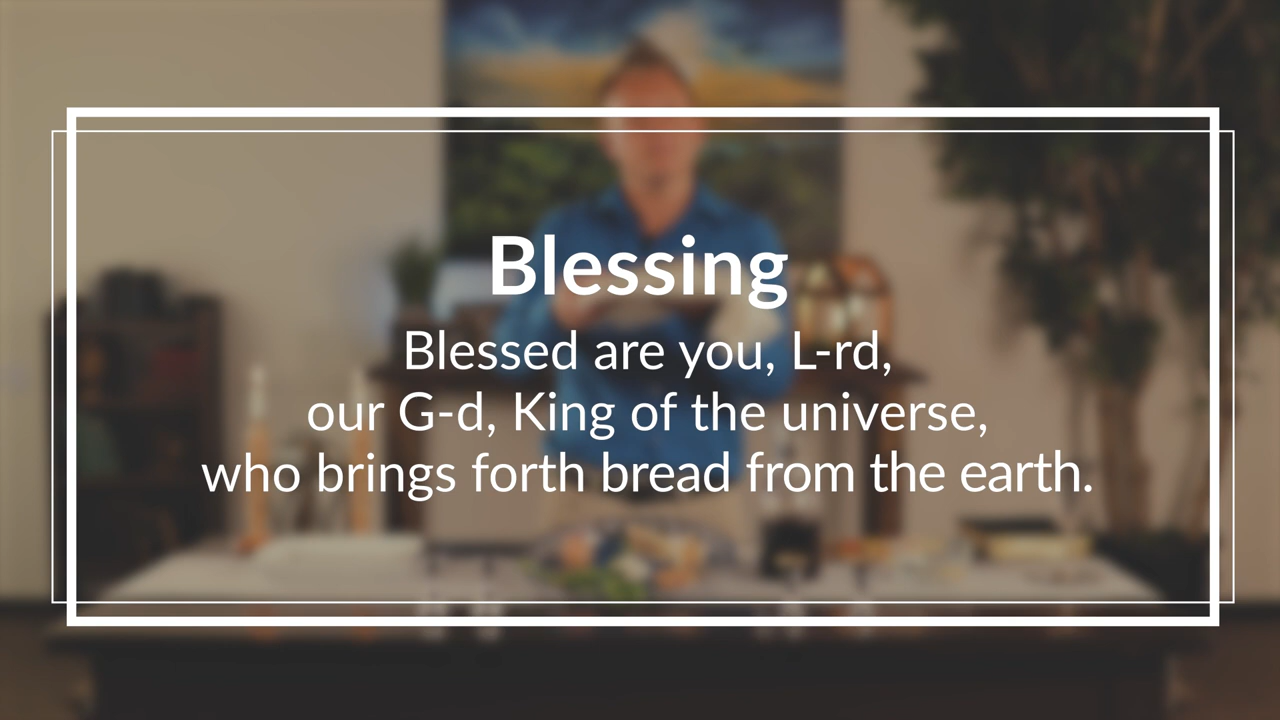 Blessing
Blessed are you, L-rd,
our G-d, King of the universe,
who brings forth bread from the earth.